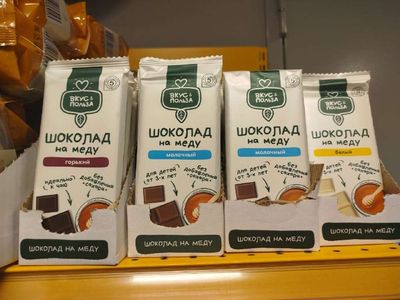 ВКУС &
ПОЛЬЗА
ШОКОЛАД
НА МЕДУ
горький
идеально
к чаю
без
добавления
сахара
ШОКОЛАД НА МЕДУ
ВКУС &
ПОЛЬЗА
ШОКОЛАД
НА МЕДУ
молочный
Для детей
от 3-х лет
без
добавления
сахара
ШОКОЛАД НА МЕДУ
ВКУС &
ПОЛЬЗА
ШОКОЛАД
НА МЕДУ
молочный
Для детей
от 3-х лет
без
добавления
сахара
ШОКОЛАД НА МЕДУ
ВКУС &
ПОЛЬЗА
ШОКОЛАД
НА МЕДУ
белый
Для детей
от 3-х лет
без
добавления
сахара
ШОКОЛАД НА МЕДУ